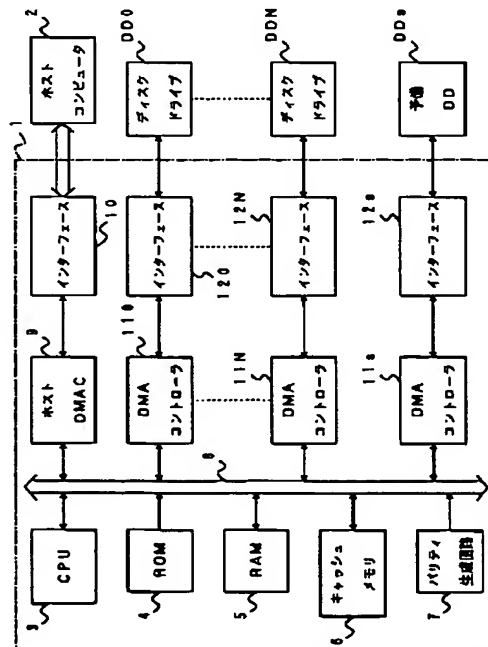 1
2
ホスト
コンピュータ
DD0
ディスク
ドライブ
DDN
ディスク
ドライブ
DDs
予備
DD
インターフェース
10
インターフェース
120
12N
インターフェース
12s
インターフェース
9
ホスト
DMAC
110
DMA
コントローラ
11N
DMA
コントローラ
11s
DMA
コントローラ
8
CPU
3
ROM
4
RAM
5
キャッシュ
メモリ
6
パリティ
生成回路
7